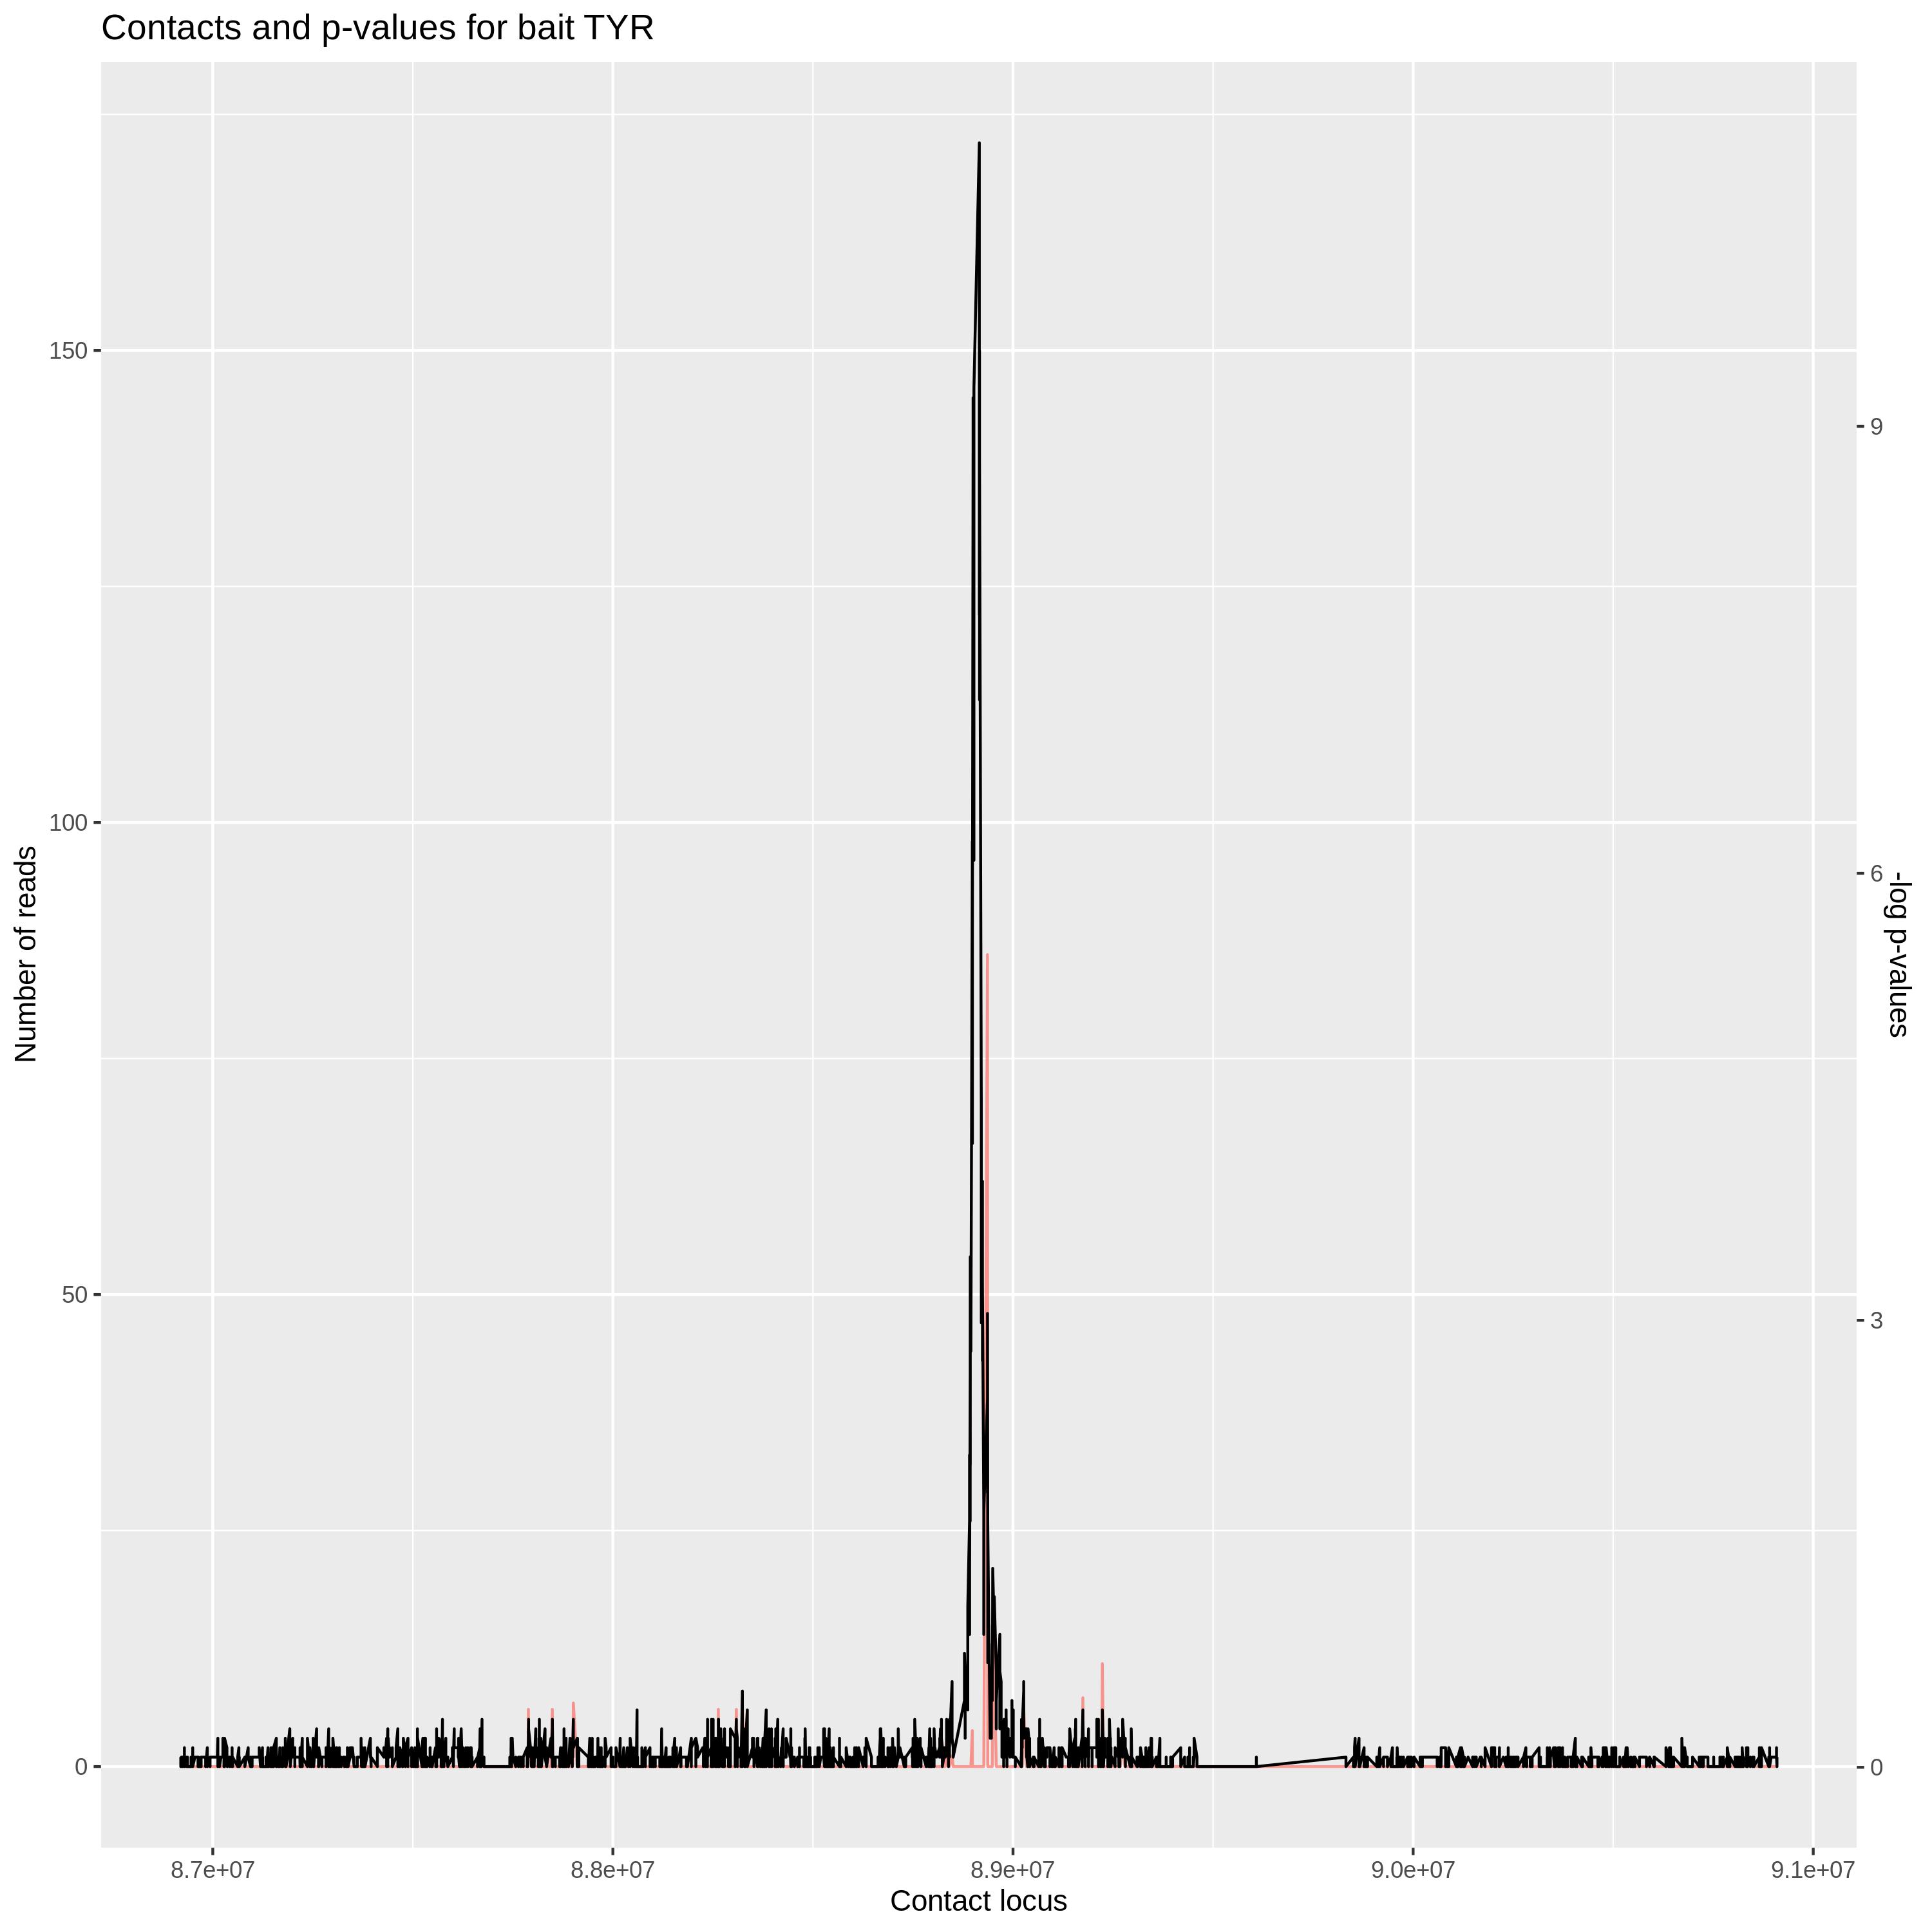 Contacts and p-values for bait TYR
150
100
50
0
Number of reads
9
6
3
0
-log p-values
8.7e+07
8.8e+07
8.9e+07
9.0e+07
9.1e+07
Contact locus